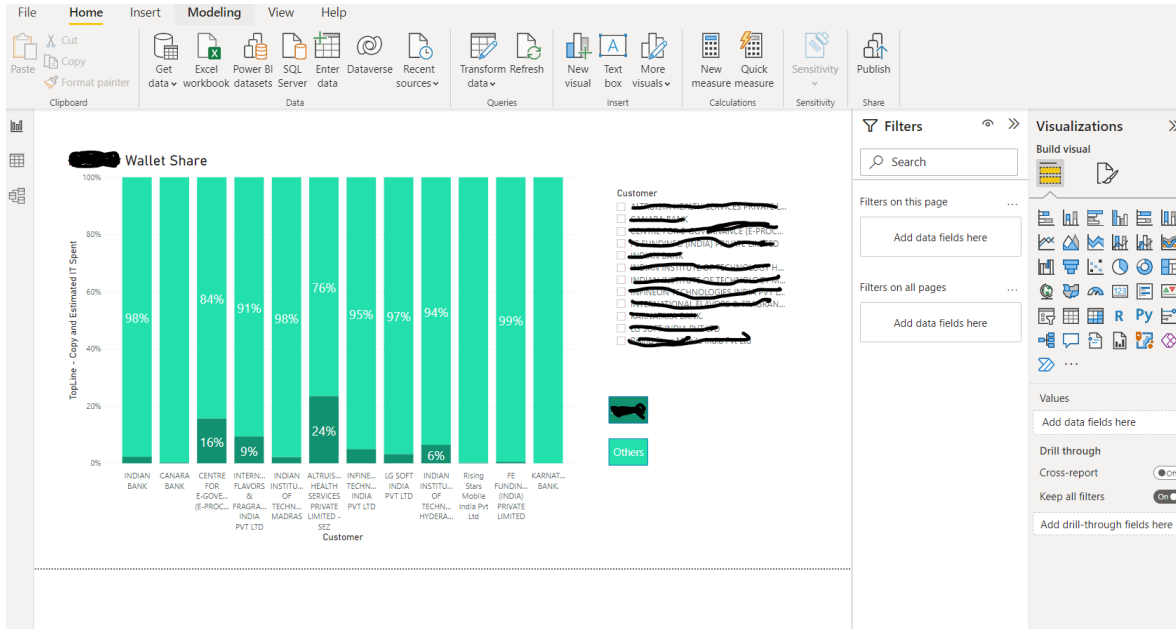 File Home Insert Modeling View Help
Paste
Cut
Copy
Format painter
Clipboard
Get data
Excel workbook
Power BI datasets
SQL Server
Enter data
Dataverse
Recent sources
Data
Transform data
Refresh
Queries
New visual
Text box
More visuals
Insert
New measure
Quick measure
Calculations
Sensitivity
Sensitivity
Publish
Share
Wallet Share
TopLine - Copy and Estimated IT Spent
100%
80%
60%
40%
20%
0%
98% 84% 91% 98% 76% 95% 97% 94% 99%
16% 9% 24% 6%
INDIAN BANK
CANARA BANK
CENTRE FOR E-GOVE... (E-PROC...
INTERN... FLAVORS & FRAGRA... INDIA PVT LTD
INDIAN INSTITU... OF TECHN... MADRAS
ALTRUIS... HEALTH SERVICES PRIVATE LIMITED - SEZ
INFINE... TECHN... INDIA PVT LTD
LG SOFT INDIA PVT LTD
INDIAN INSTITU... OF TECHN... HYDERA...
Rising Stars Mobile India Pvt Ltd
FE FUNDIN... (INDIA) PRIVATE LIMITED
KARNAT... BANK.
Customer
Customer
Others
Filters
Search
Filters on this page ...
Add data fields here
Filters on all pages ...
Add data fields here
Visualizations
Build visual
123
R Py
...
Values
Add data fields here
Drill through
Cross-report
Keep all filters
On
Add drill-through fields here